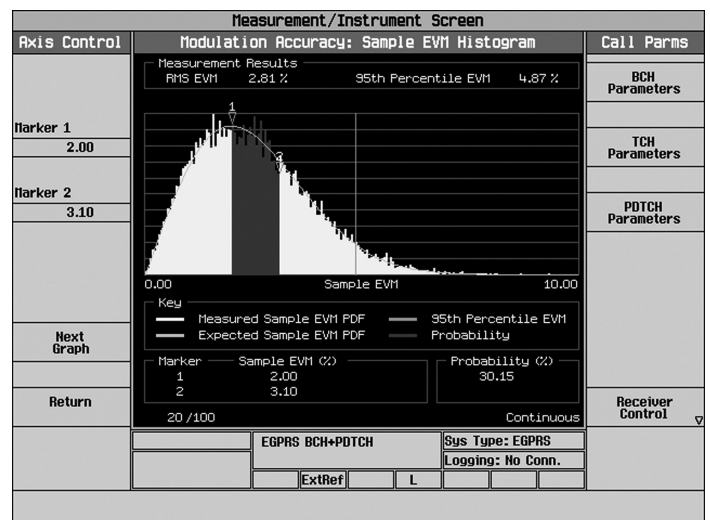 Measurement/Instrument Screen
Axis Control
Modulation Accuracy: Sample EVM Histogram
Call Parms
Measurement Results
RMS EVM 2.81 %
95th Percentile EVM 4.87 %
BCH
Parameters
1
Marker 1
2.00
TCH
Parameters
2
Marker 2
3.10
PDTCH
Parameters
0.00
Sample EVM
10.00
Key
Measured Sample EVM PDF
95th Percentile EVM
Expected Sample EVM PDF
Probability
Next
Graph
Marker
Sample EVM (%)
Probability (%)
1 2.00
30.15
2 3.10
Return
Receiver
Control
20 /100
Continuous
EGPRS BCH+PDTCH
Sys Type: EGPRS
Logging: No Conn.
ExtRef
L